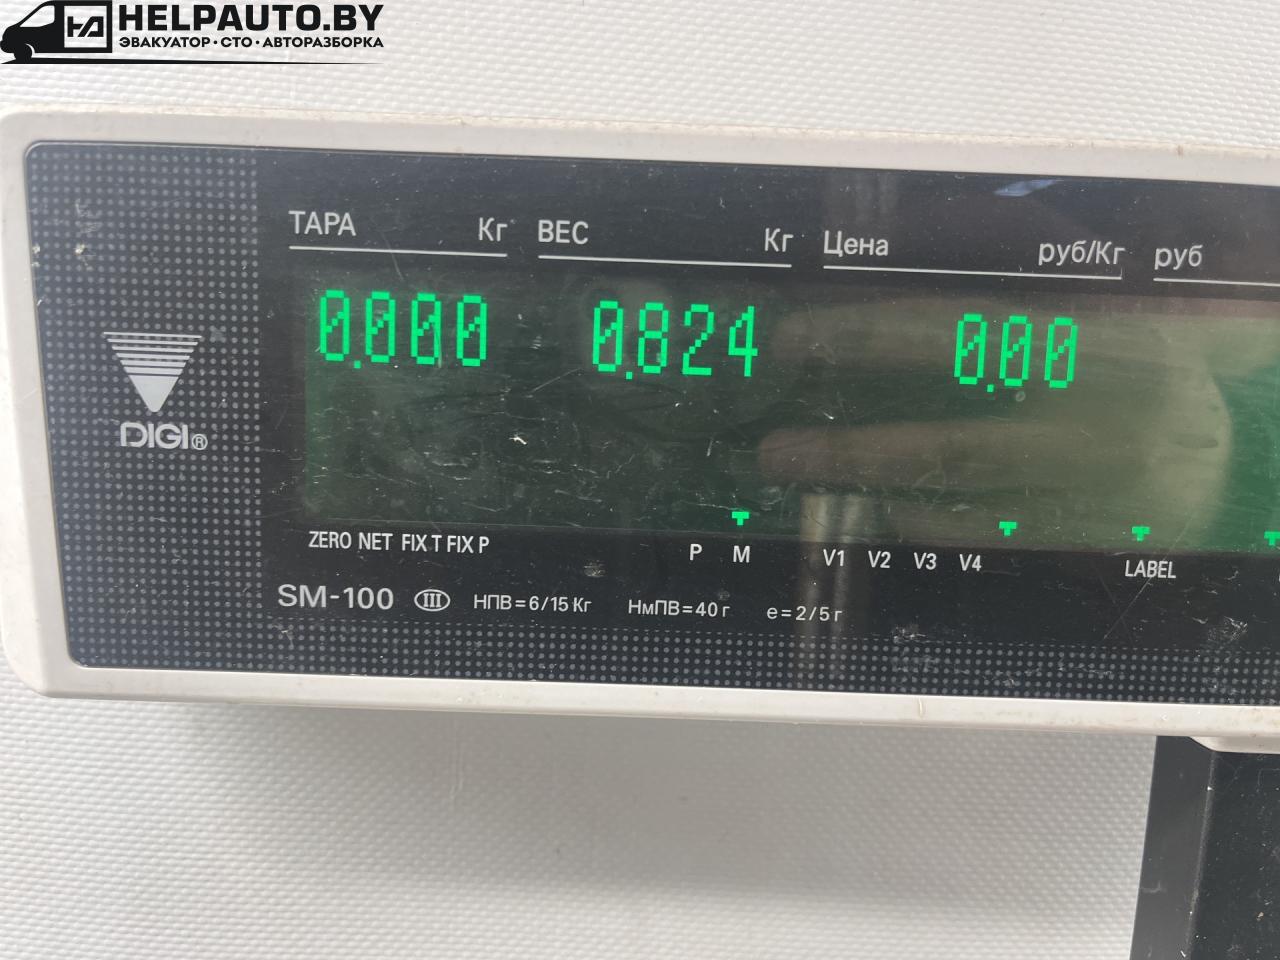 HELPAUTO.BY
ЭВАКУАТОР · СТО · АВТОРАЗБОРКА
ТАРА Кг ВЕС Кг Цена руб/Кг руб
0.000 0.824 0.00
DIGI®
ZERO NET FIX T FIX P P M V1 V2 V3 V4 LABEL
SM-100 III НПВ=6/15 Кг НмПВ=40 г e=2/5 г